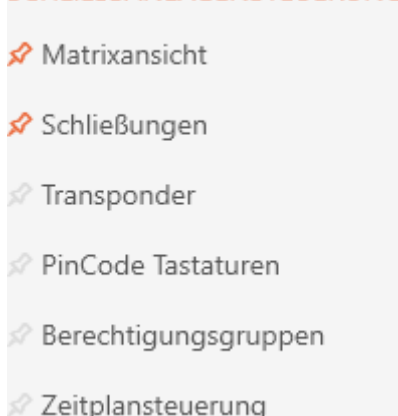 Matrixansicht
Schließungen
Transponder
PinCode Tastaturen
Berechtigungsgruppen
Zeitplansteuerung